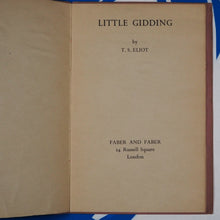 LITTLE GIDDING
by
T. S. ELIOT
FABER AND FABER
24 Russell Square
London